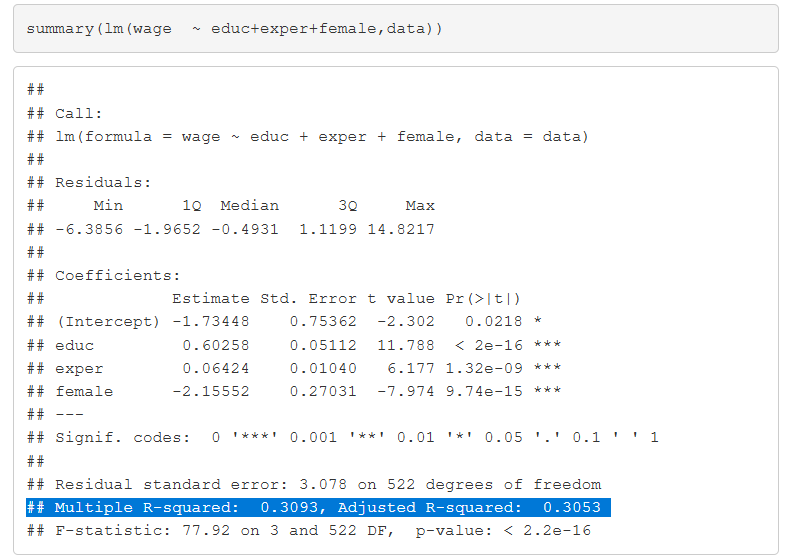 summary(lm(wage  ~ educ+exper+female,data))
##
## Call:
## lm(formula = wage ~ educ + exper + female, data = data)
##
## Residuals:
##     Min      1Q  Median      3Q     Max
## -6.3856 -1.9652 -0.4931  1.1199 14.8217
##
## Coefficients:
##             Estimate Std. Error t value Pr(>|t|)
## (Intercept) -1.73448    0.75362  -2.302   0.0218 *
## educ         0.60258    0.05112  11.788  < 2e-16 ***
## exper        0.06424    0.01040   6.177 1.32e-09 ***
## female      -2.15552    0.27031  -7.974 9.74e-15 ***
## ---
## Signif. codes:  0 '***' 0.001 '**' 0.01 '*' 0.05 '.' 0.1 ' ' 1
##
## Residual standard error: 3.078 on 522 degrees of freedom
## Multiple R-squared:  0.3093, Adjusted R-squared:  0.3053
## F-statistic: 77.92 on 3 and 522 DF,  p-value: < 2.2e-16